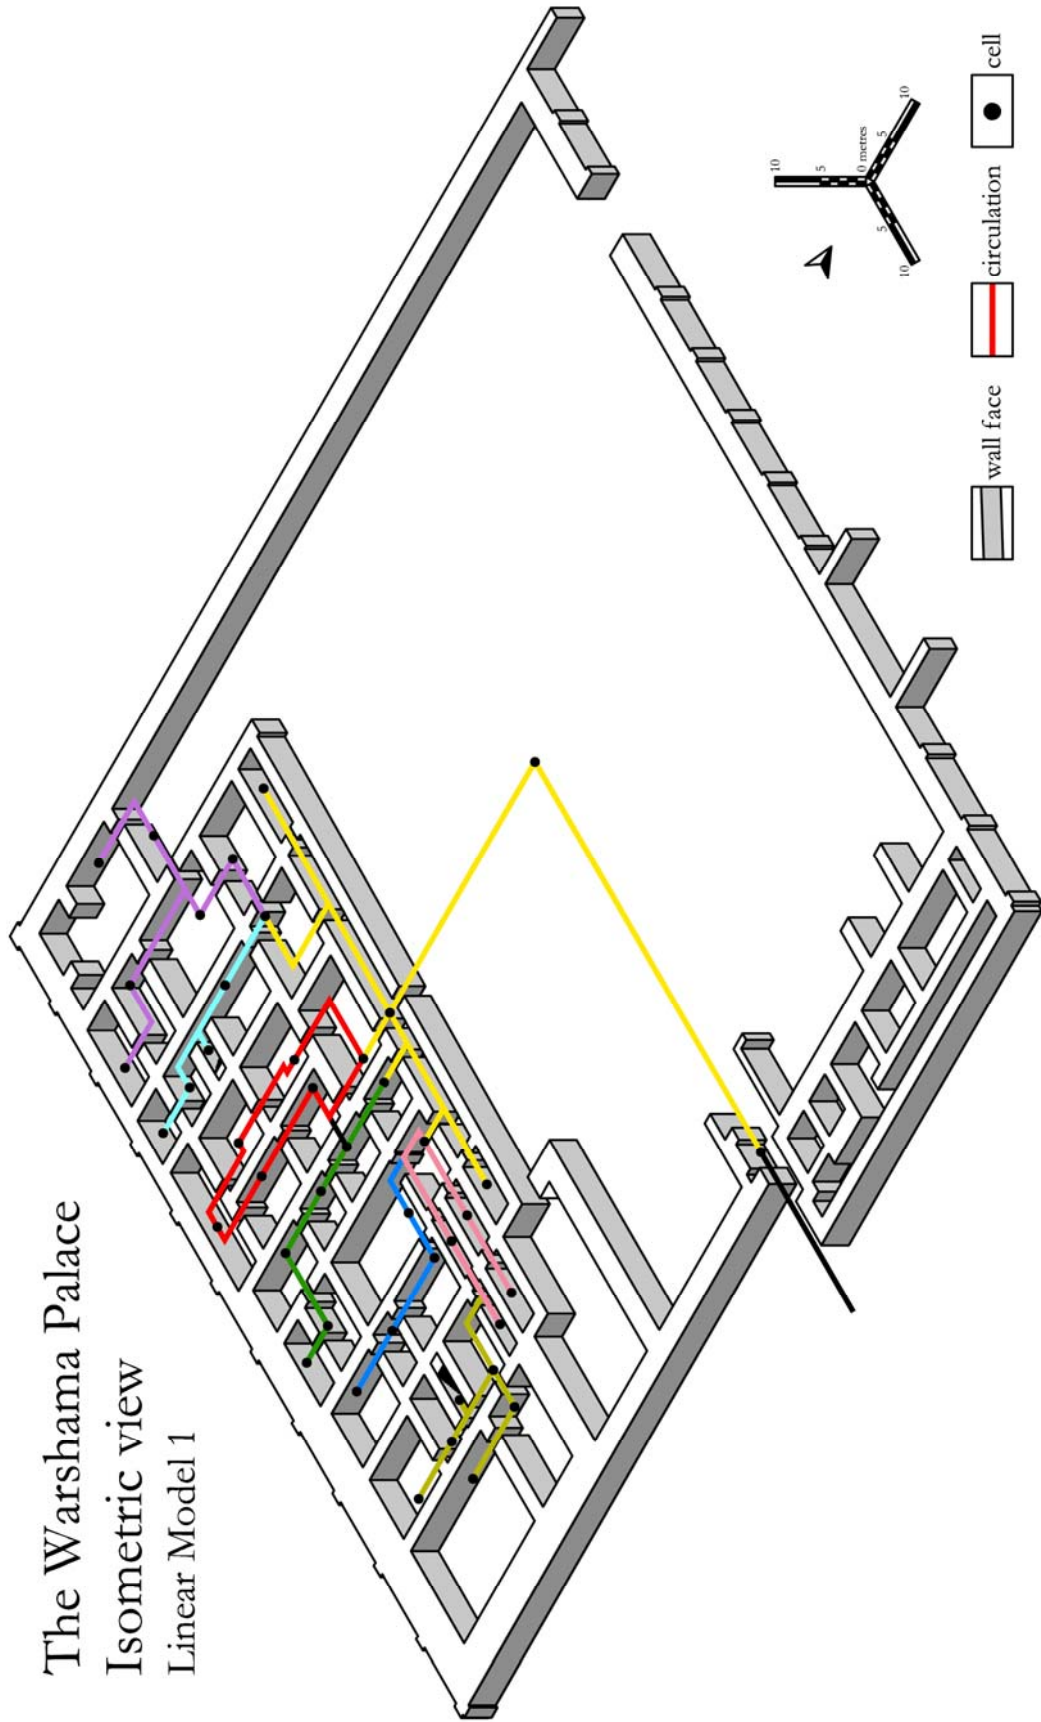 The Warshama Palace
Isometric view
Linear Model 1
10
5
0 metres
5
10
5
10
wall face
circulation
cell